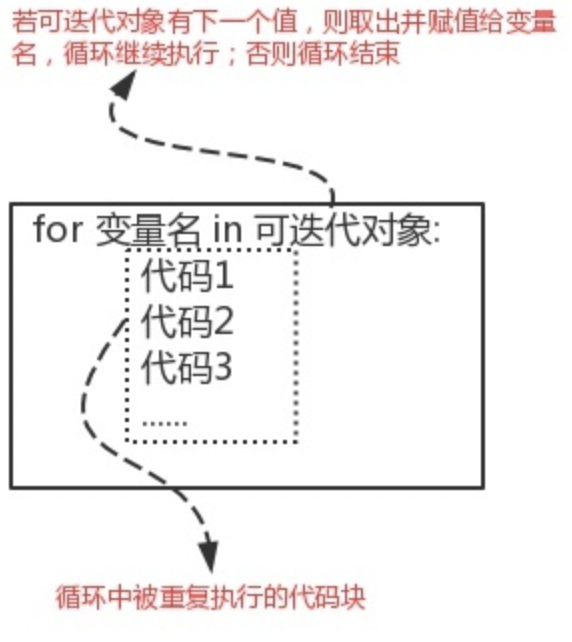 若可迭代对象有下一个值，则取出并赋值给变量
名，循环继续执行；否则循环结束
for 变量名 in 可迭代对象:
代码1
代码2
代码3
......
循环中被重复执行的代码块